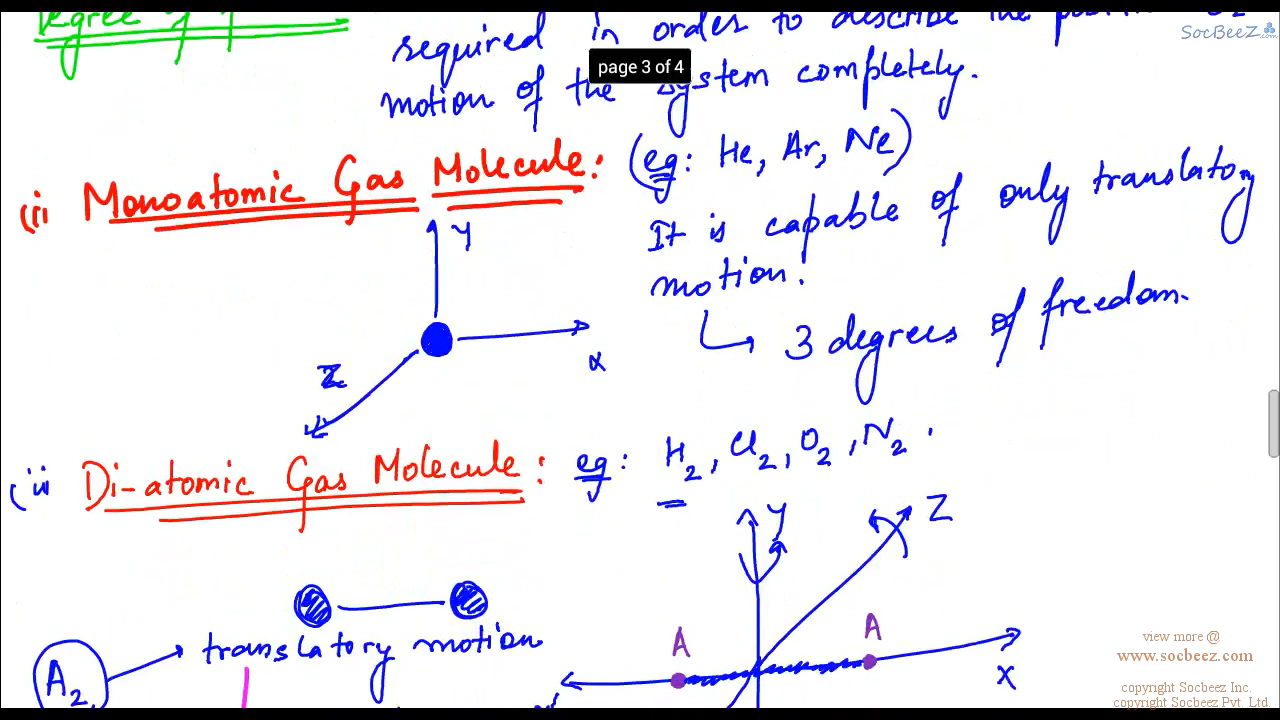 Degree of
required in order to describe the
SocBeeZ.com
page 3 of 4
motion of the system completely.
(i) Monoatomic Gas Molecule: (eg: He, Ar, Ne)
It is capable of only translatory
motion.
→ 3 degrees of freedom.
Y
x
Z
(ii Di-atomic Gas Molecule: eg: H2, Cl2, O2, N2.
Y
Z
A A
X
A2 → translatory motion
view more @
www.socbeez.com
copyright Socbeez Inc.
copyright Socbeez Pvt. Ltd.